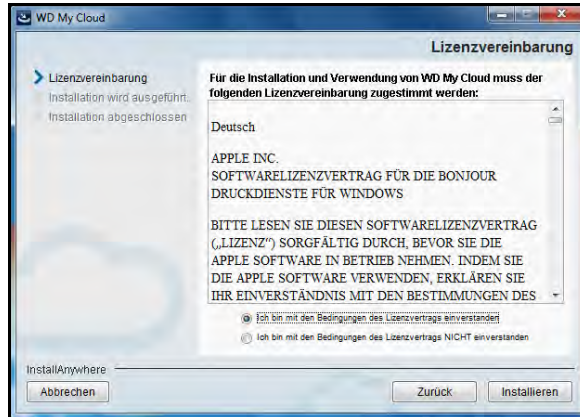 WD My Cloud
Lizenzvereinbarung
Lizenzvereinbarung
Installation wird ausgeführt.
Installation abgeschlossen
Für die Installation und Verwendung von WD My Cloud muss der
folgenden Lizenzvereinbarung zugestimmt werden:
Deutsch
APPLE INC.
SOFTWARELIZENZVERTRAG FÜR DIE BONJOUR
DRUCKDIENSTE FÜR WINDOWS
BITTE LESEN SIE DIESEN SOFTWARELIZENZVERTRAG
(„LIZENZ“) SORGFÄLTIG DURCH, BEVOR SIE DIE
APPLE SOFTWARE IN BETRIEB NEHMEN. INDEM SIE
DIE APPLE SOFTWARE VERWENDEN, ERKLÄREN SIE
IHR EINVERSTÄNDNIS MIT DEN BESTIMMUNGEN DES
Ich bin mit den Bedingungen des Lizenzvertrags einverstanden
Ich bin mit den Bedingungen des Lizenzvertrags NICHT einverstanden
InstallAnywhere
Abbrechen
Zurück
Installieren